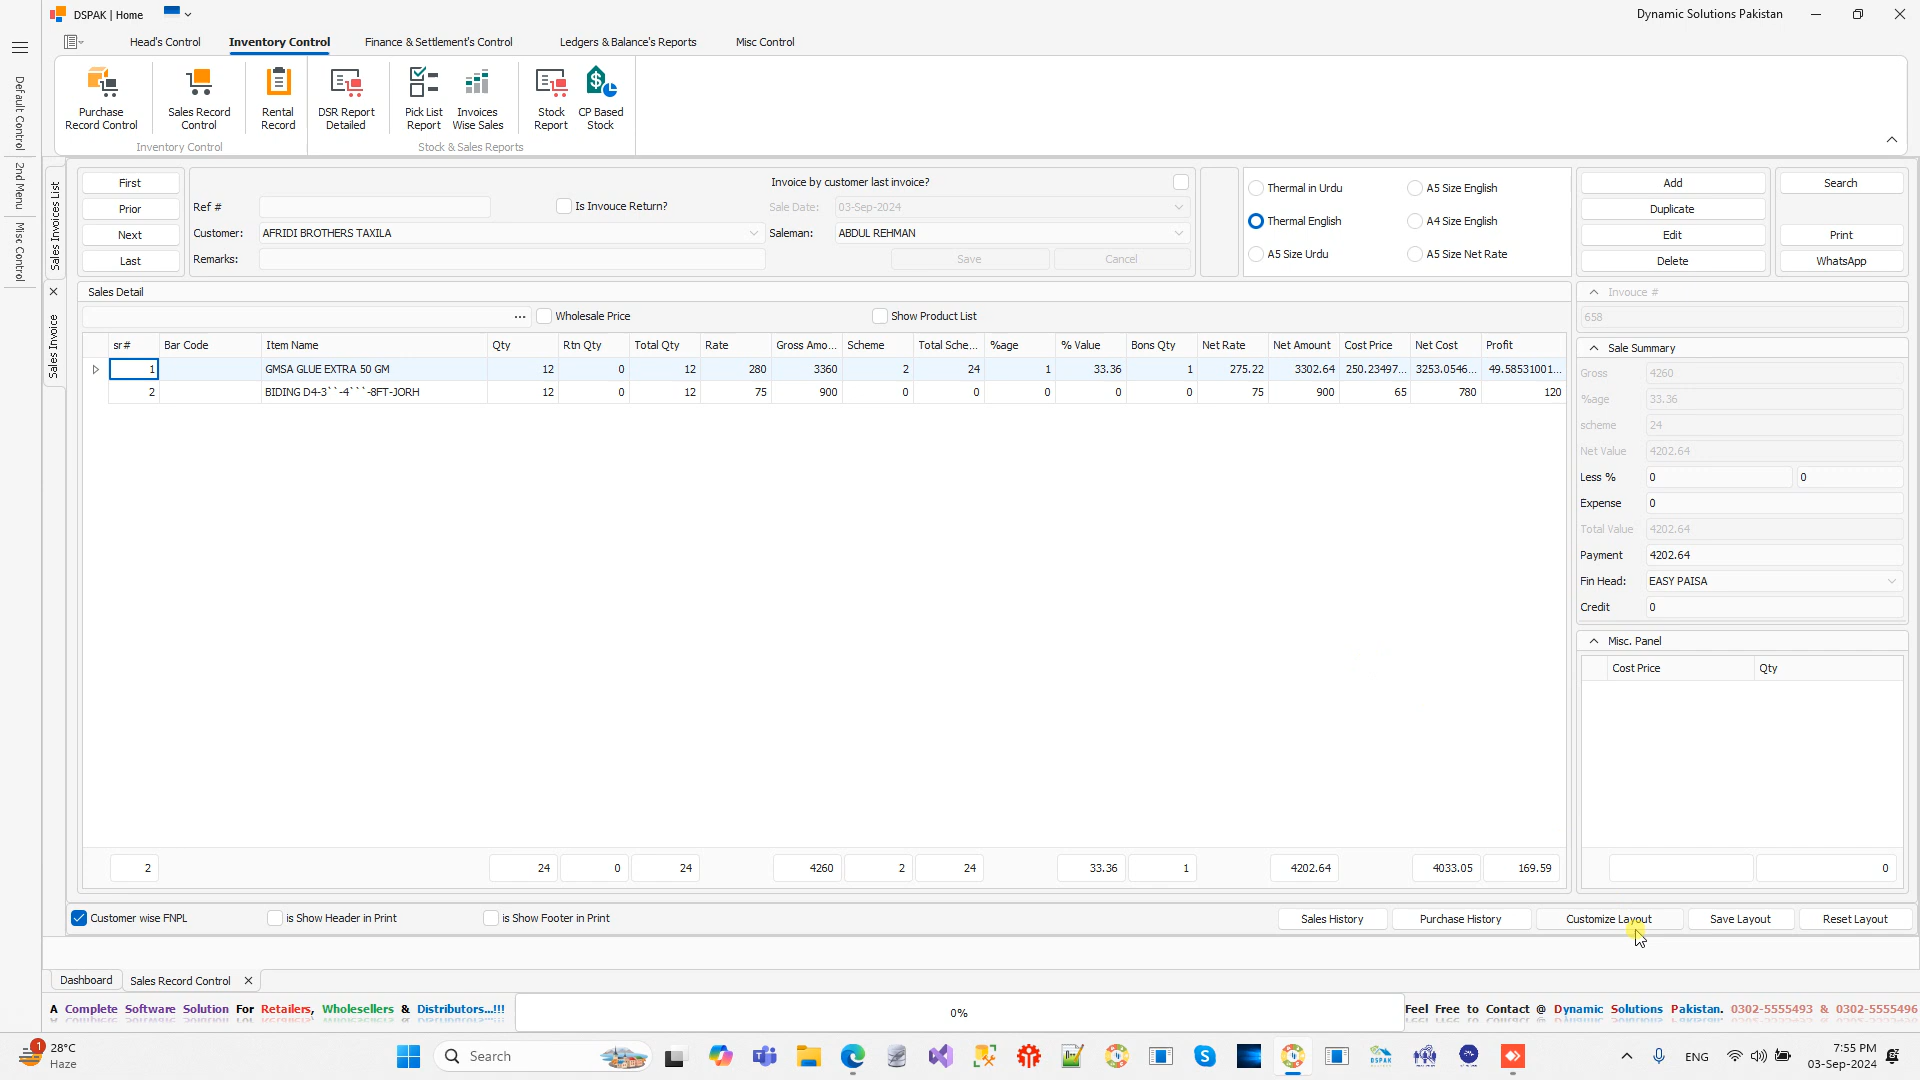 DSPAK | Home
Dynamic Solutions Pakistan
Head's Control
Inventory Control
Finance & Settlement's Control
Ledgers & Balance's Reports
Misc Control
Default Control
2nd Menu
Misc Control
Purchase Record Control
Sales Record Control
Rental Record
DSR Report Detailed
Pick List Report
Invoices Wise Sales
Stock Report
CP Based Stock
Inventory Control
Stock & Sales Reports
Sales Invoices List
Sales Invoice
First
Prior
Next
Last
Invoice by customer last invoice?
Ref #
Is Invouce Return?
Sale Date: 03-Sep-2024
Customer: AFRIDI BROTHERS TAXILA
Saleman: ABDUL REHMAN
Remarks:
Save
Cancel
Thermal in Urdu
A5 Size English
Thermal English
A4 Size English
A5 Size Urdu
A5 Size Net Rate
Add
Duplicate
Edit
Delete
Search
Print
WhatsApp
Sales Detail
... Wholesale Price
Show Product List
sr# Bar Code Item Name Qty Rtn Qty Total Qty Rate Gross Amo... Scheme Total Sche... %age % Value Bons Qty Net Rate Net Amount Cost Price Net Cost Profit
1 GMSA GLUE EXTRA 50 GM 12 0 12 280 3360 2 24 1 33.36 1 275.22 3302.64 250.23497... 3253.0546... 49.58531001...
2 BIDING D4-3``-4```-8FT-JORH 12 0 12 75 900 0 0 0 0 0 75 900 65 780 120
2 24 0 24 4260 2 24 33.36 1 4202.64 4033.05 169.59
Invouce #
658
Sale Summary
Gross 4260
%age 33.36
scheme 24
Net Value 4202.64
Less % 0 0
Expense 0
Total Value 4202.64
Payment 4202.64
Fin Head: EASY PAISA
Credit 0
Misc. Panel
Cost Price Qty
0
Customer wise FNPL
is Show Header in Print
is Show Footer in Print
Sales History
Purchase History
Customize Layout
Save Layout
Reset Layout
Dashboard
Sales Record Control
A Complete Software Solution For Retailers, Wholesellers & Distributors...!!!
0%
Feel Free to Contact @ Dynamic Solutions Pakistan. 0302-5555493 & 0302-5555496
1
28°C
Haze
Search
DSPAK
ENG
7:55 PM
03-Sep-2024